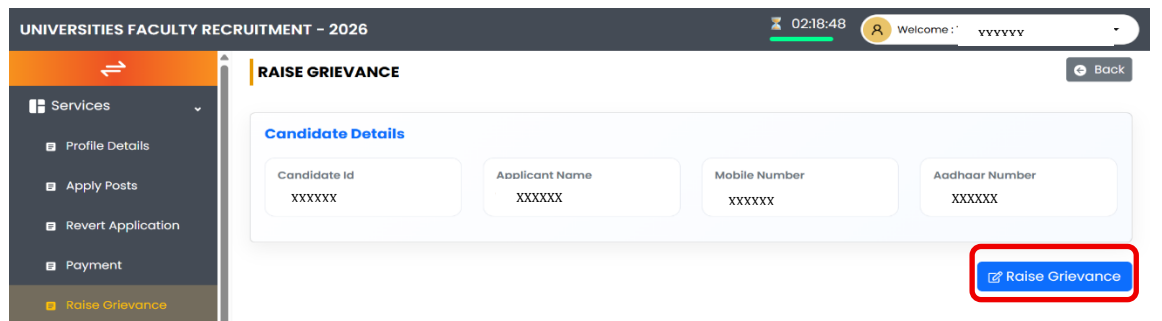 UNIVERSITIES FACULTY RECRUITMENT - 2026
02:18:48
Welcome : YYYYYY
RAISE GRIEVANCE
Back
Services
Profile Details
Apply Posts
Revert Application
Payment
Raise Grievance
Candidate Details
Candidate Id
XXXXXX
Applicant Name
XXXXXX
Mobile Number
XXXXXX
Aadhaar Number
XXXXXX
Raise Grievance